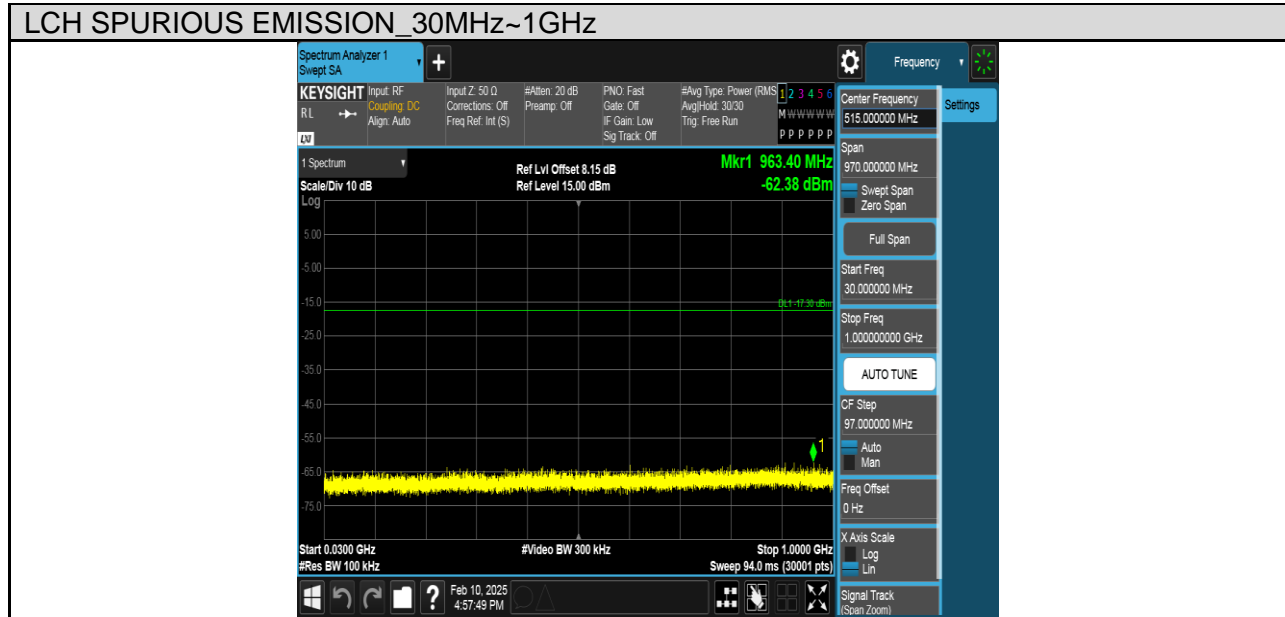 LCH SPURIOUS EMISSION_30MHz~1GHz
Spectrum Analyzer 1
Swept SA
+
Frequency
KEYSIGHT
RL
LXI
Input: RF
Coupling: DC
Align: Auto
Input Z: 50 Ω
Corrections: Off
Freq Ref: Int (S)
#Atten: 20 dB
Preamp: Off
PNO: Fast
Gate: Off
IF Gain: Low
Sig Track: Off
#Avg Type: Power (RMS
Avg|Hold: 30/30
Trig: Free Run
1 2 3 4 5 6
M W W W W W
P P P P P P
Center Frequency
515.000000 MHz
Settings
1 Spectrum
Scale/Div 10 dB
Ref Lvl Offset 8.15 dB
Ref Level 15.00 dBm
Mkr1 963.40 MHz
-62.38 dBm
Log
5.00
-5.00
-15.0
DL1 -17.30 dBm
-25.0
-35.0
-45.0
-55.0
1
-65.0
-75.0
Start 0.0300 GHz
#Res BW 100 kHz
#Video BW 300 kHz
Stop 1.0000 GHz
Sweep 94.0 ms (30001 pts)
Span
970.000000 MHz
Swept Span
Zero Span
Full Span
Start Freq
30.000000 MHz
Stop Freq
1.000000000 GHz
AUTO TUNE
CF Step
97.000000 MHz
Auto
Man
Freq Offset
0 Hz
X Axis Scale
Log
Lin
Signal Track
(Span Zoom)
?
Feb 10, 2025
4:57:49 PM